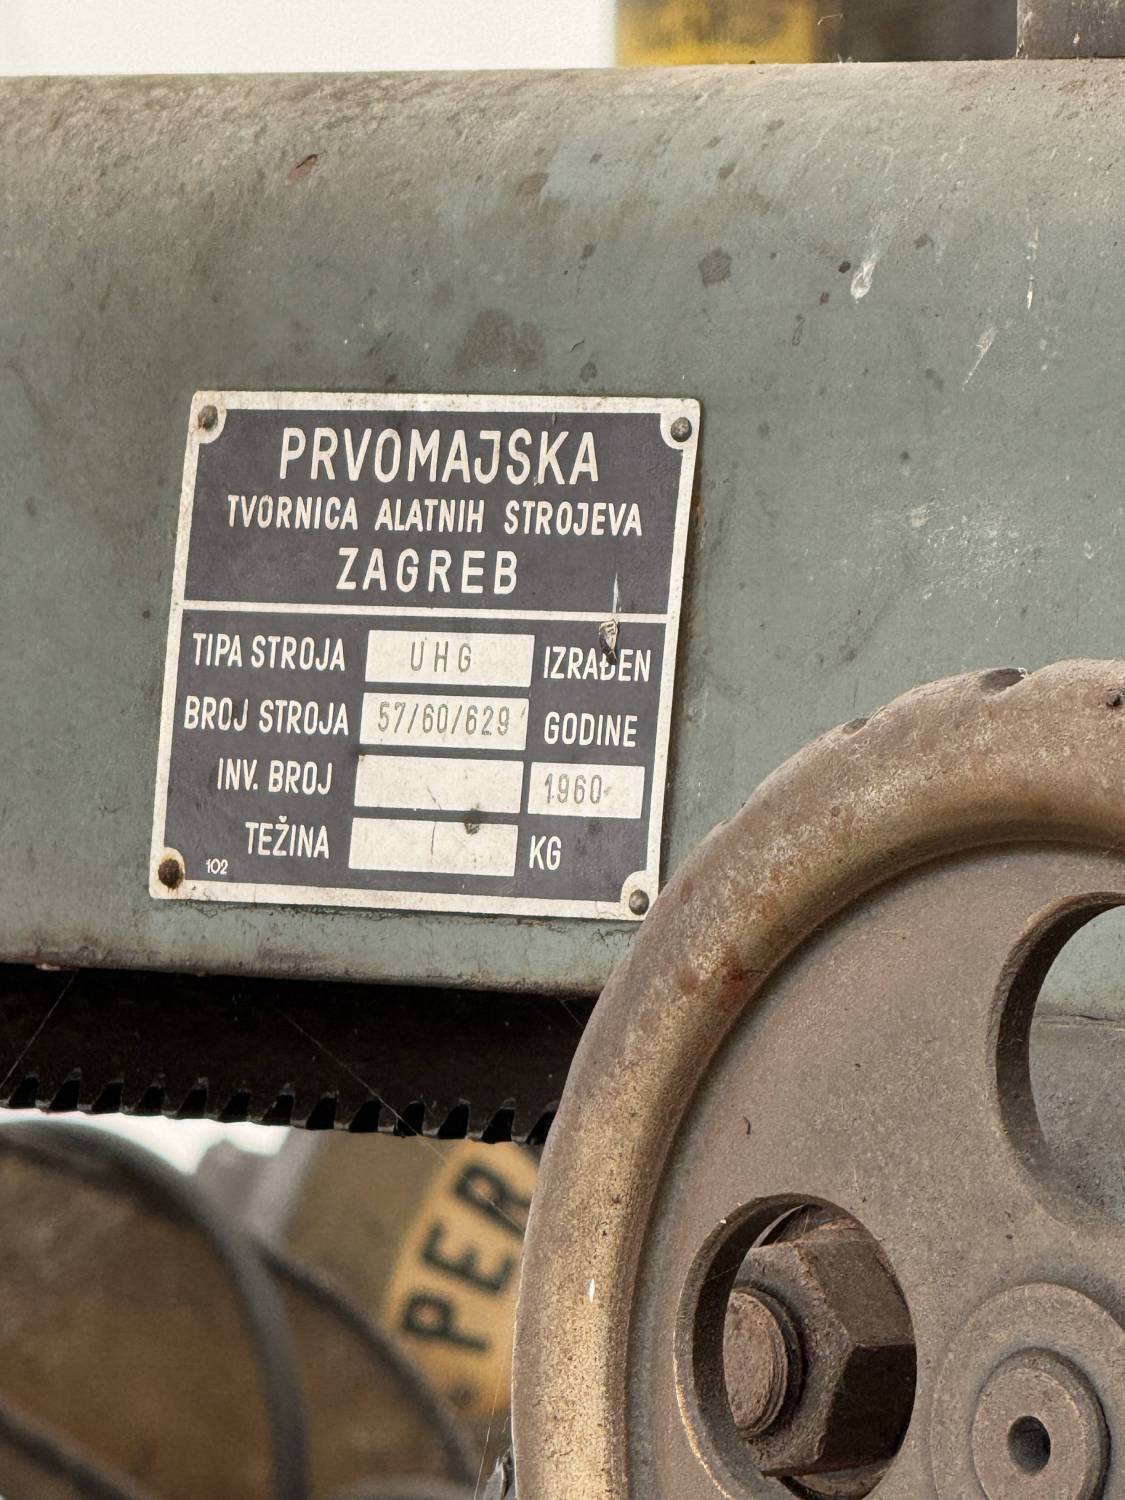 PRVOMAJSKA
TVORNICA ALATNIH STROJEVA
ZAGREB
TIPA STROJA UHG IZRAĐEN
BROJ STROJA 57/60/629 GODINE
INV. BROJ 1960
TEŽINA KG
102
PER